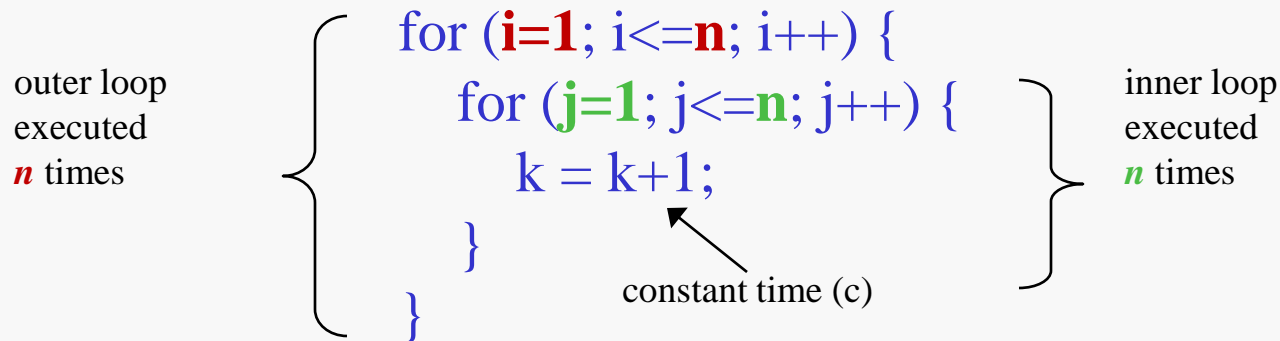 for (i=1; i<=n; i++) {
for (j=1; j<=n; j++) {
k = k+1;
}
}
outer loop
executed
n times
inner loop
executed
n times
constant time (c)